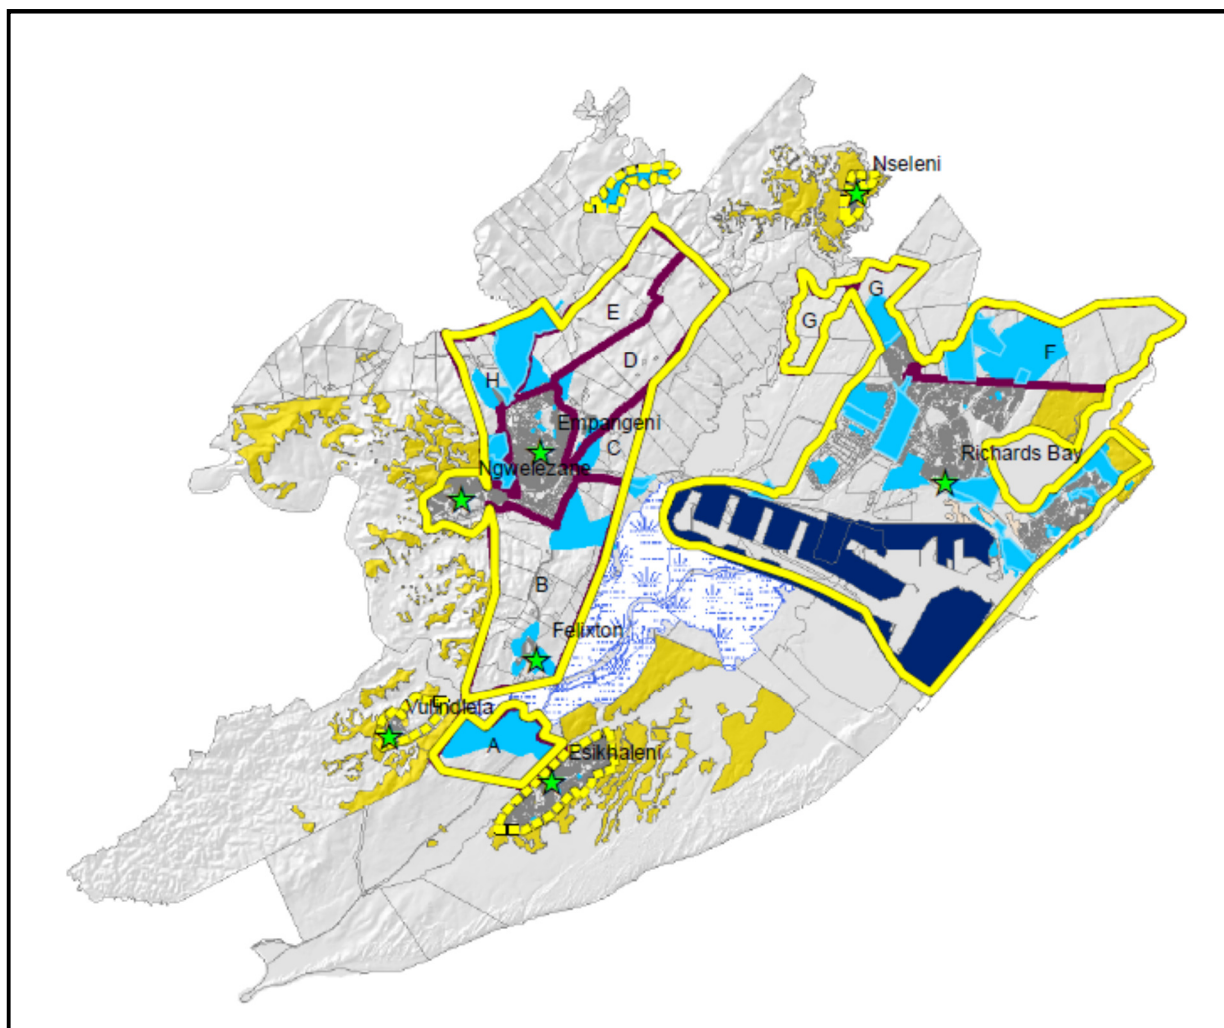 Nseleni
G
G
E
F
D
H
Empangeni
C
Richards Bay
Ngwelezane
B
Felixton
Vulindlela
A
Esikhaleni